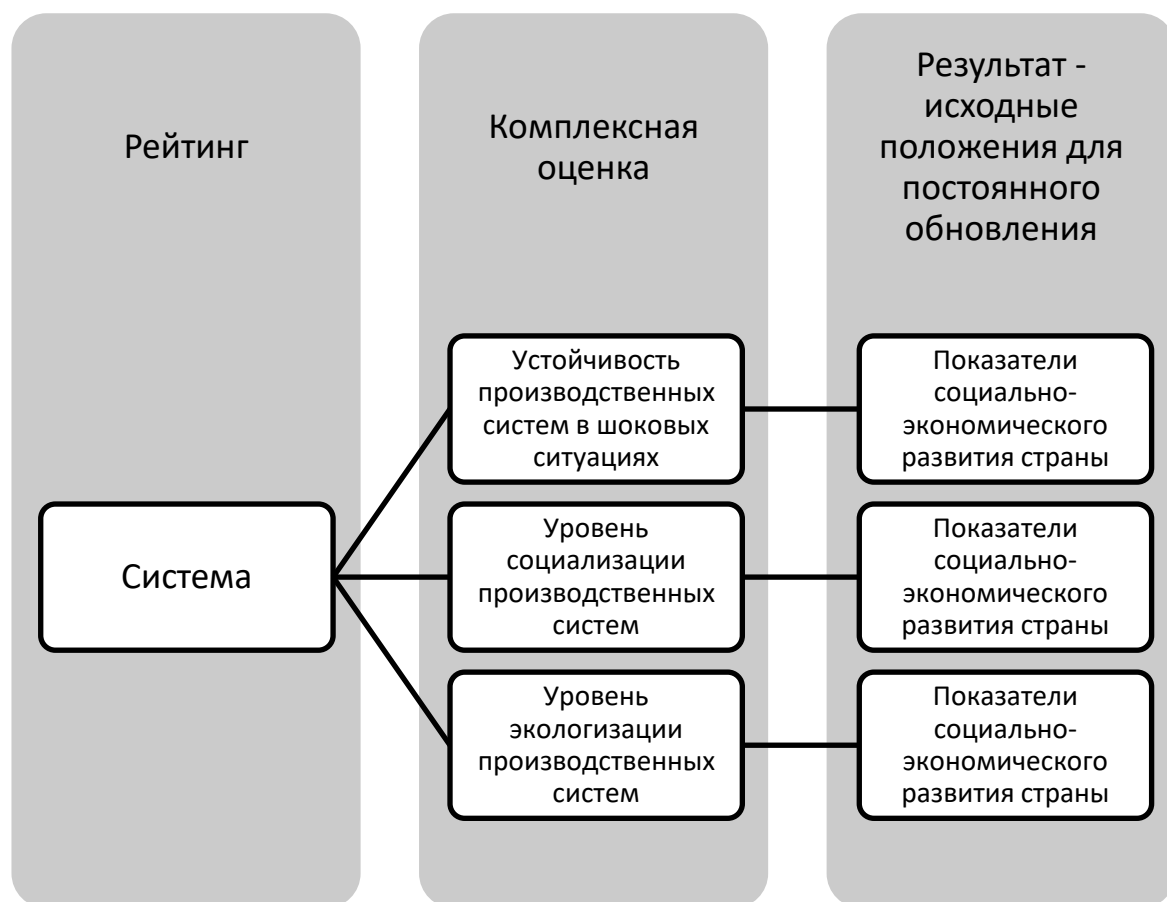 Рейтинг
Комплексная
оценка
Результат -
исходные
положения для
постоянного
обновления
Система
Устойчивость
производственных
систем в шоковых
ситуациях
Показатели
социально-
экономического
развития страны
Уровень
социализации
производственных
систем
Показатели
социально-
экономического
развития страны
Уровень
экологизации
производственных
систем
Показатели
социально-
экономического
развития страны